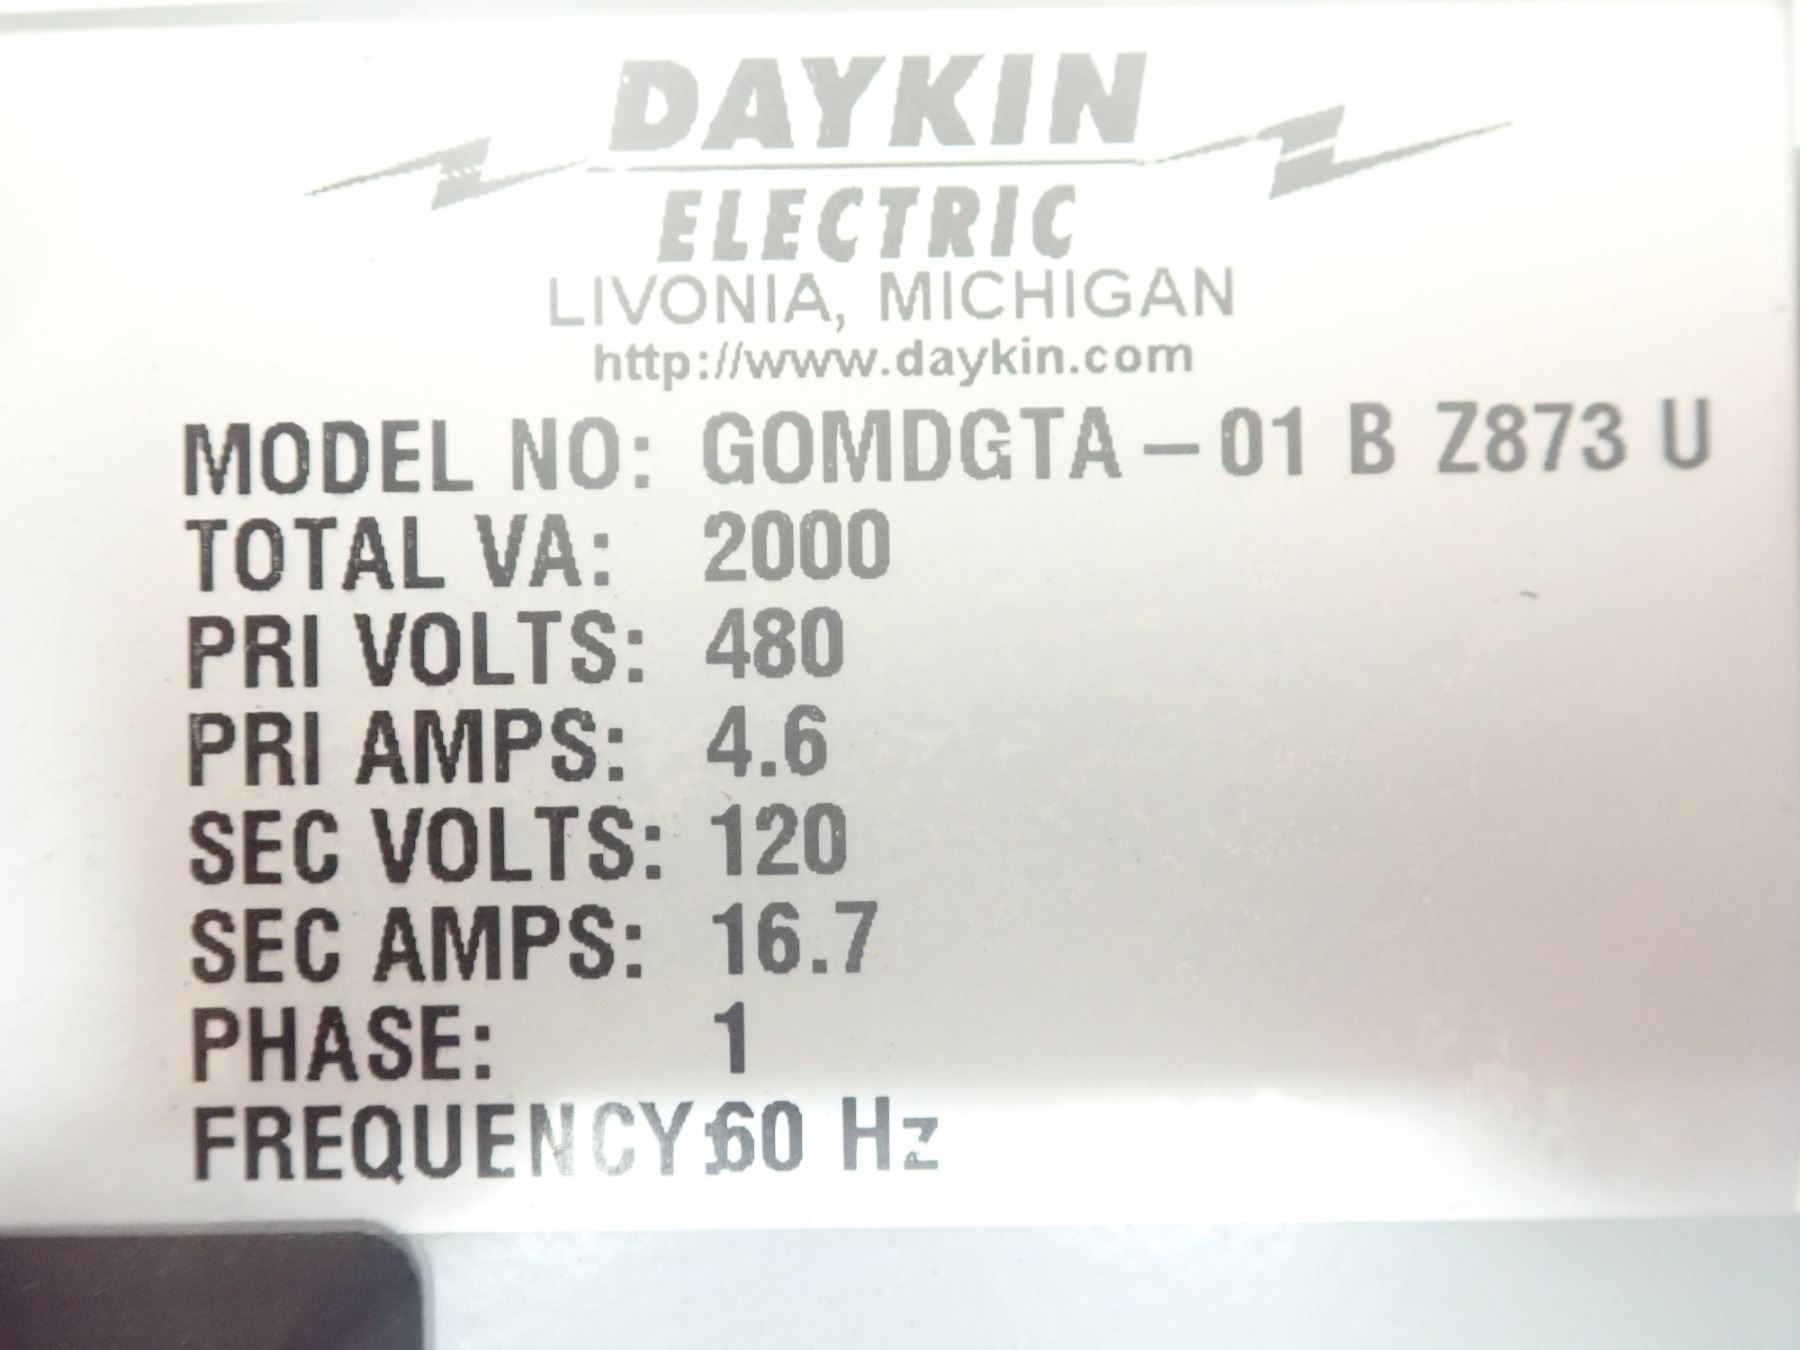 DAYKIN
ELECTRIC
LIVONIA, MICHIGAN
http://www.daykin.com
MODEL NO: GOMDGTA-01 B Z873 U
TOTAL VA: 2000
PRI VOLTS: 480
PRI AMPS: 4.6
SEC VOLTS: 120
SEC AMPS: 16.7
PHASE: 1
FREQUENCY: 60 Hz